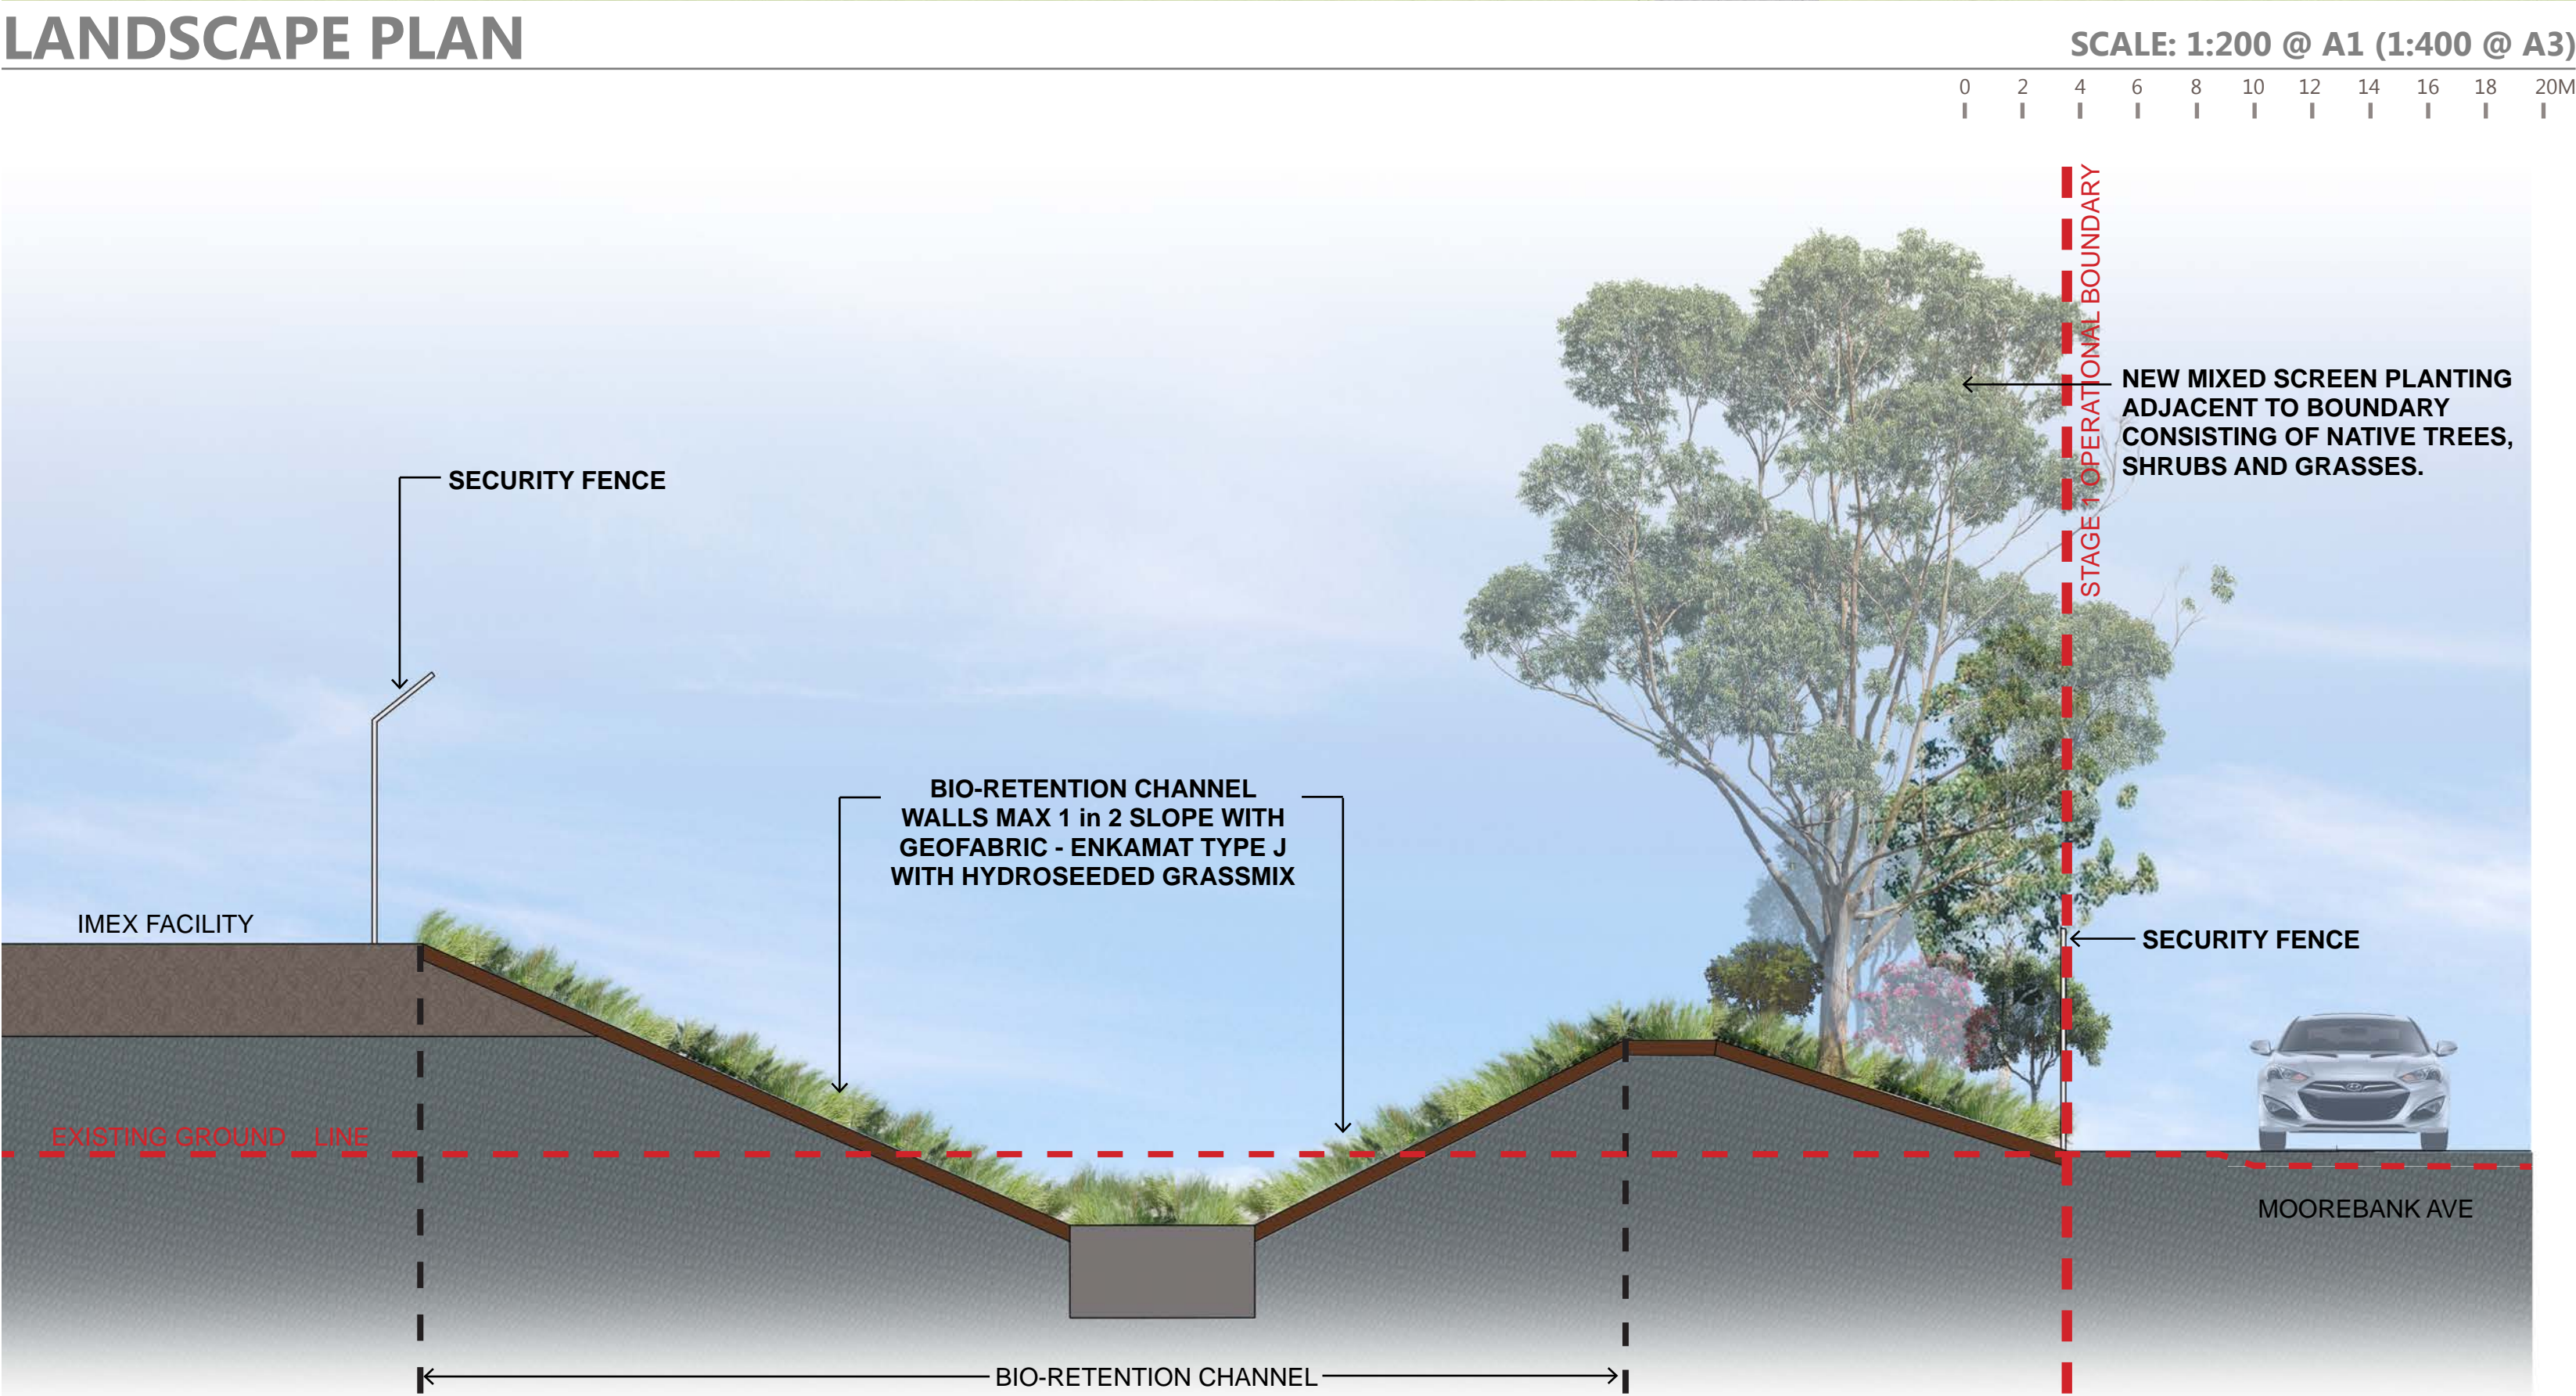 LANDSCAPE PLAN
SCALE: 1:200 @ A1 (1:400 @ A3)
0 2 4 6 8 10 12 14 16 18 20M
STAGE 1 OPERATIONAL BOUNDARY
NEW MIXED SCREEN PLANTING
ADJACENT TO BOUNDARY
CONSISTING OF NATIVE TREES,
SHRUBS AND GRASSES.
SECURITY FENCE
BIO-RETENTION CHANNEL
WALLS MAX 1 in 2 SLOPE WITH
GEOFABRIC - ENKAMAT TYPE J
WITH HYDROSEEDED GRASSMIX
IMEX FACILITY
SECURITY FENCE
EXISTING GROUND LINE
MOOREBANK AVE
BIO-RETENTION CHANNEL